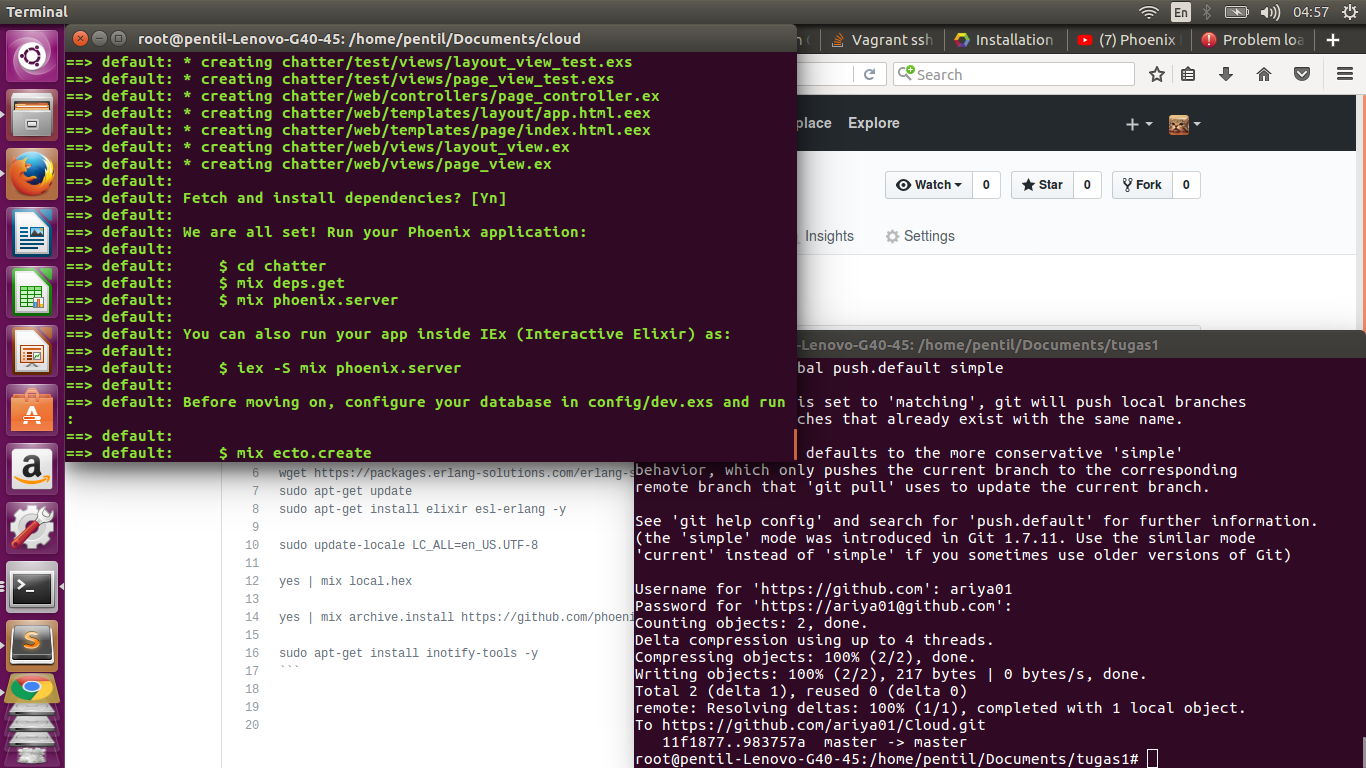 Terminal
En
04:57
root@pentil-Lenovo-G40-45: /home/pentil/Documents/cloud
Vagrant ssh
Installation
(7) Phoenix
Problem loa
Search
==> default: * creating chatter/test/views/layout_view_test.exs
==> default: * creating chatter/test/views/page_view_test.exs
==> default: * creating chatter/web/controllers/page_controller.ex
==> default: * creating chatter/web/templates/layout/app.html.eex
==> default: * creating chatter/web/templates/page/index.html.eex
==> default: * creating chatter/web/views/layout_view.ex
==> default: * creating chatter/web/views/page_view.ex
==> default:
==> default: Fetch and install dependencies? [Yn]
==> default:
==> default: We are all set! Run your Phoenix application:
==> default:
==> default:     $ cd chatter
==> default:     $ mix deps.get
==> default:     $ mix phoenix.server
==> default:
==> default: You can also run your app inside IEx (Interactive Elixir) as:
==> default:
==> default:     $ iex -S mix phoenix.server
==> default:
==> default: Before moving on, configure your database in config/dev.exs and run
:
==> default:
==> default:     $ mix ecto.create
place Explore
Watch 0 Star 0 Fork 0
Insights Settings
6 wget https://packages.erlang-solutions.com/erlang-s
7 sudo apt-get update
8 sudo apt-get install elixir esl-erlang -y
9
10 sudo update-locale LC_ALL=en_US.UTF-8
11
12 yes | mix local.hex
13
14 yes | mix archive.install https://github.com/phoeni
15
16 sudo apt-get install inotify-tools -y
17 ```
18
19
20
-Lenovo-G40-45: /home/pentil/Documents/tugas1
bal push.default simple
is set to 'matching', git will push local branches
ches that already exist with the same name.
defaults to the more conservative 'simple'
behavior, which only pushes the current branch to the corresponding
remote branch that 'git pull' uses to update the current branch.
See 'git help config' and search for 'push.default' for further information.
(the 'simple' mode was introduced in Git 1.7.11. Use the similar mode
'current' instead of 'simple' if you sometimes use older versions of Git)
Username for 'https://github.com': ariya01
Password for 'https://ariya01@github.com':
Counting objects: 2, done.
Delta compression using up to 4 threads.
Compressing objects: 100% (2/2), done.
Writing objects: 100% (2/2), 217 bytes | 0 bytes/s, done.
Total 2 (delta 1), reused 0 (delta 0)
remote: Resolving deltas: 100% (1/1), completed with 1 local object.
To https://github.com/ariya01/Cloud.git
   11f1877..983757a  master -> master
root@pentil-Lenovo-G40-45:/home/pentil/Documents/tugas1#